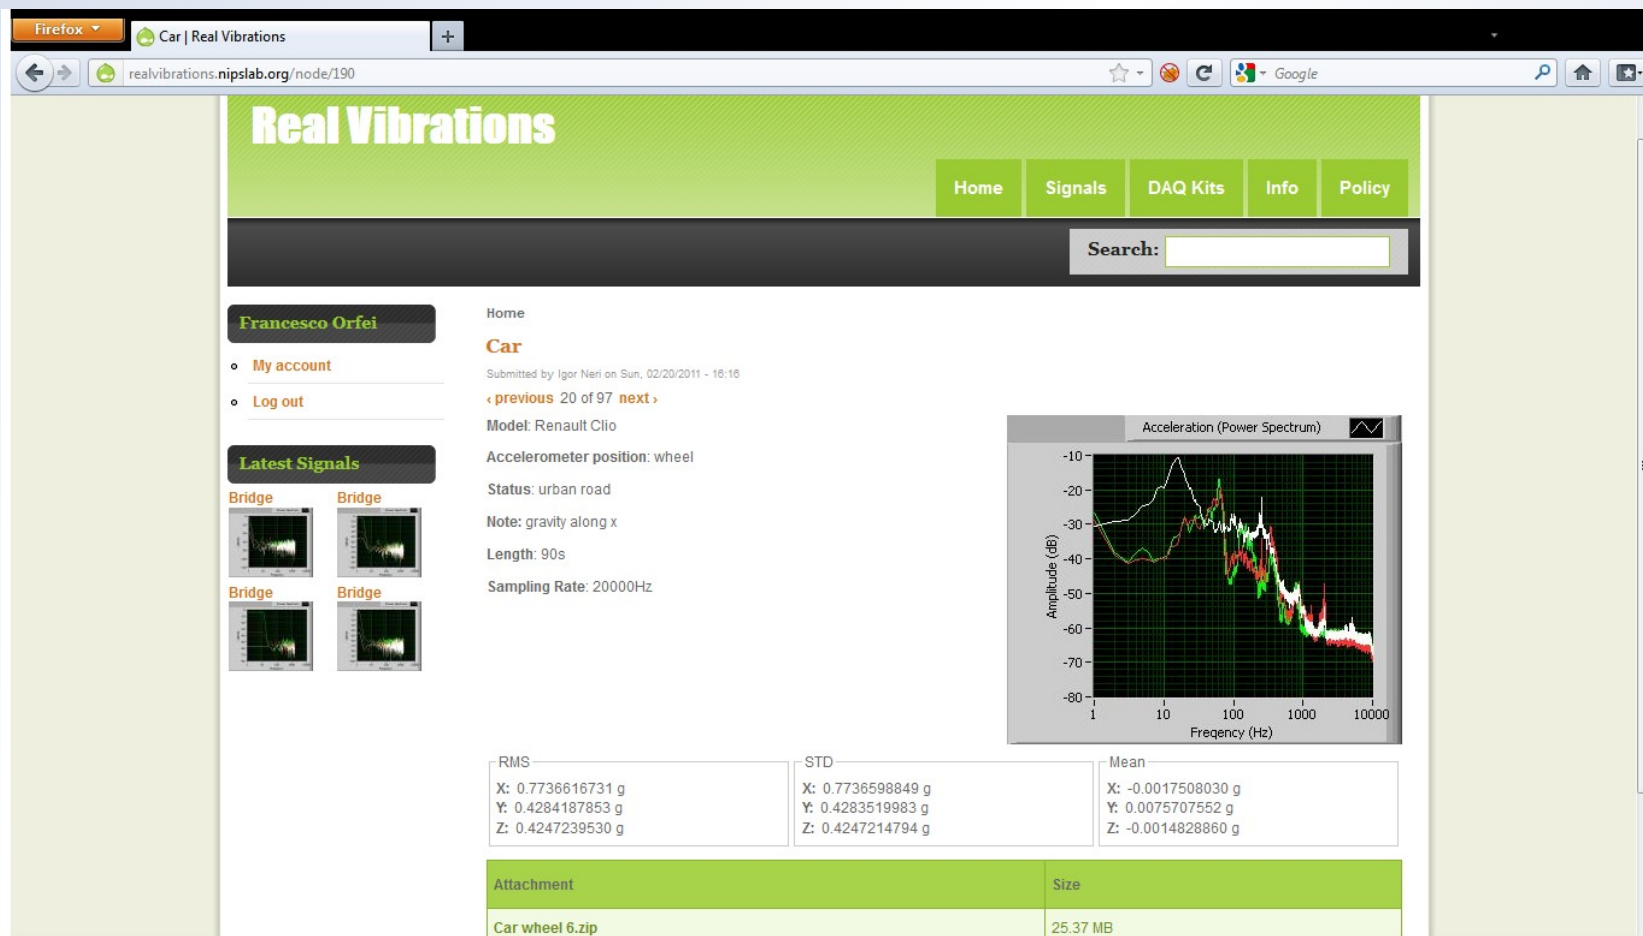 Firefox
Car | Real Vibrations
+
realvibrations.nipslab.org/node/190
Google
Real Vibrations
Home
Signals
DAQ Kits
Info
Policy
Search:
Francesco Orfei
My account
Log out
Latest Signals
Bridge
Bridge
Bridge
Bridge
Home
Car
Submitted by Igor Neri on Sun, 02/20/2011 - 16:16
‹ previous 20 of 97 next ›
Model: Renault Clio
Accelerometer position: wheel
Status: urban road
Note: gravity along x
Length: 90s
Sampling Rate: 20000Hz
Acceleration (Power Spectrum)
Amplitude (dB)
-10
-20
-30
-40
-50
-60
-70
-80
1 10 100 1000 10000
Freqency (Hz)
RMS
X: 0.7736616731 g
Y: 0.4284187853 g
Z: 0.4247239530 g
STD
X: 0.7736598849 g
Y: 0.4283519983 g
Z: 0.4247214794 g
Mean
X: -0.0017508030 g
Y: 0.0075707552 g
Z: -0.0014828860 g
Attachment Size
Car wheel 6.zip 25.37 MB